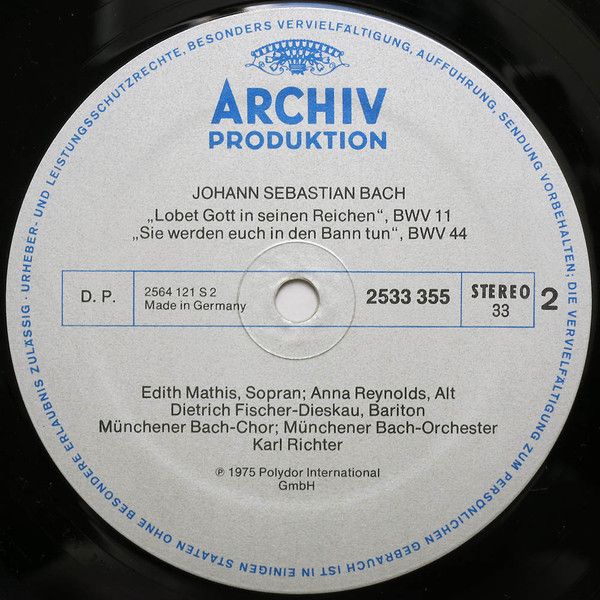 URHEBER- UND LEISTUNGSSCHUTZRECHTE, BESONDERS VERVIELFÄLTIGUNG, AUFFÜHRUNG, SENDUNG VORBEHALTEN; DIE VERVIELFÄLTIGUNG ZUM PERSÖNLICHEN GEBRAUCH IST IN EINIGEN STAATEN OHNE BESONDERE ERLAUBNIS ZULÄSSIG ·
ARCHIV
PRODUKTION
JOHANN SEBASTIAN BACH
„Lobet Gott in seinen Reichen“, BWV 11
„Sie werden euch in den Bann tun“, BWV 44
D. P.
2564 121 S 2
Made in Germany
2533 355
STEREO
33
2
Edith Mathis, Sopran; Anna Reynolds, Alt
Dietrich Fischer-Dieskau, Bariton
Münchener Bach-Chor; Münchener Bach-Orchester
Karl Richter
℗ 1975 Polydor International
GmbH